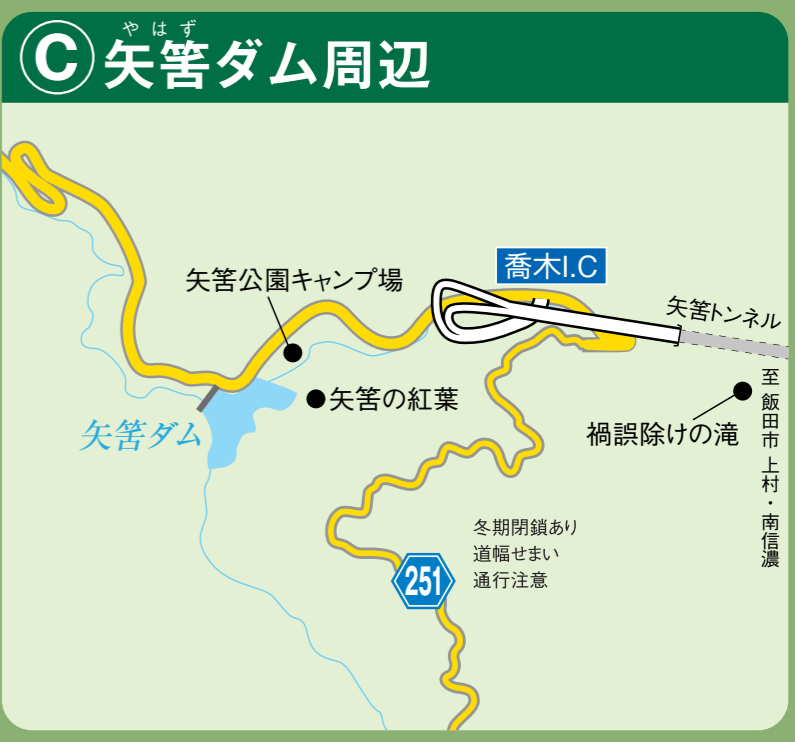 やはず
C 矢筈ダム周辺
喬木I.C
矢筈公園キャンプ場
矢筈トンネル
矢筈の紅葉
矢筈ダム
禍誤除けの滝
至 飯田市 上村・南信濃
冬期閉鎖あり
道幅せまい
通行注意
251